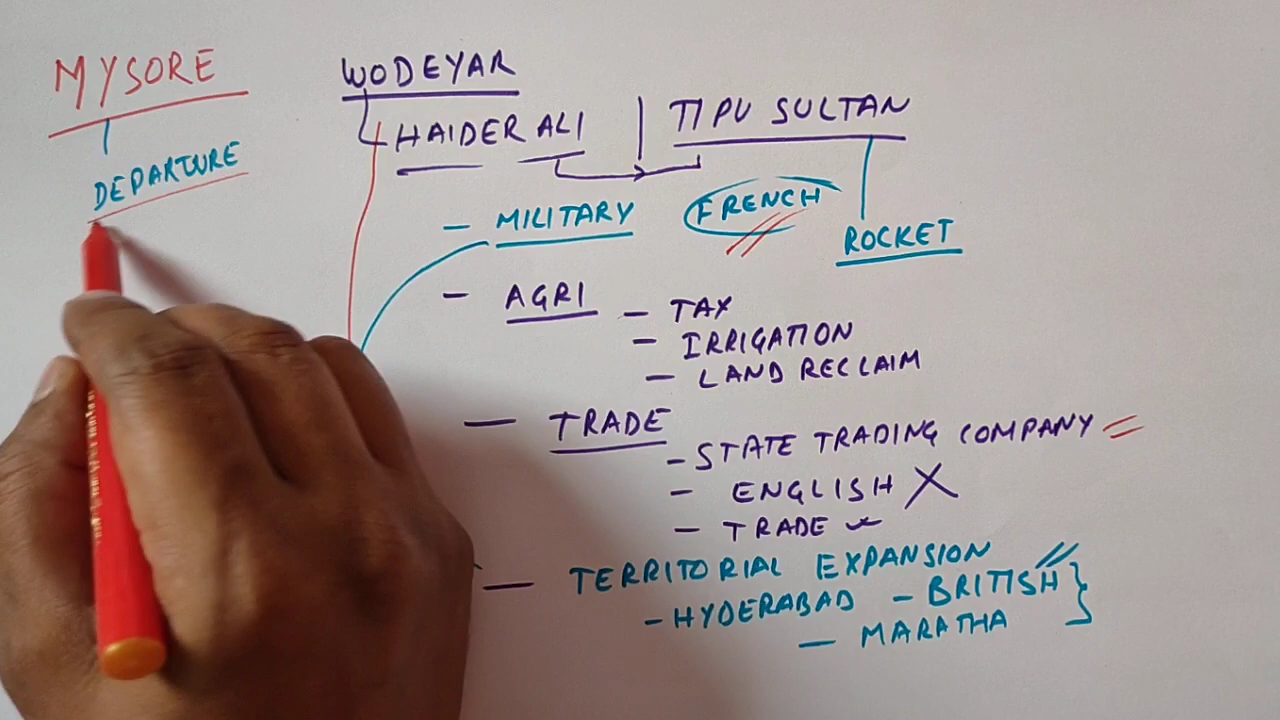 MYSORE
DEPARTURE
WODEYAR
HAIDER ALI | TIPU SULTAN
- MILITARY FRENCH
ROCKET
- AGRI - TAX
- IRRIGATION
- LAND RECLAIM
- TRADE
- STATE TRADING COMPANY
- ENGLISH X
- TRADE
- TERRITORIAL EXPANSION
- HYDERABAD - BRITISH }
- MARATHA